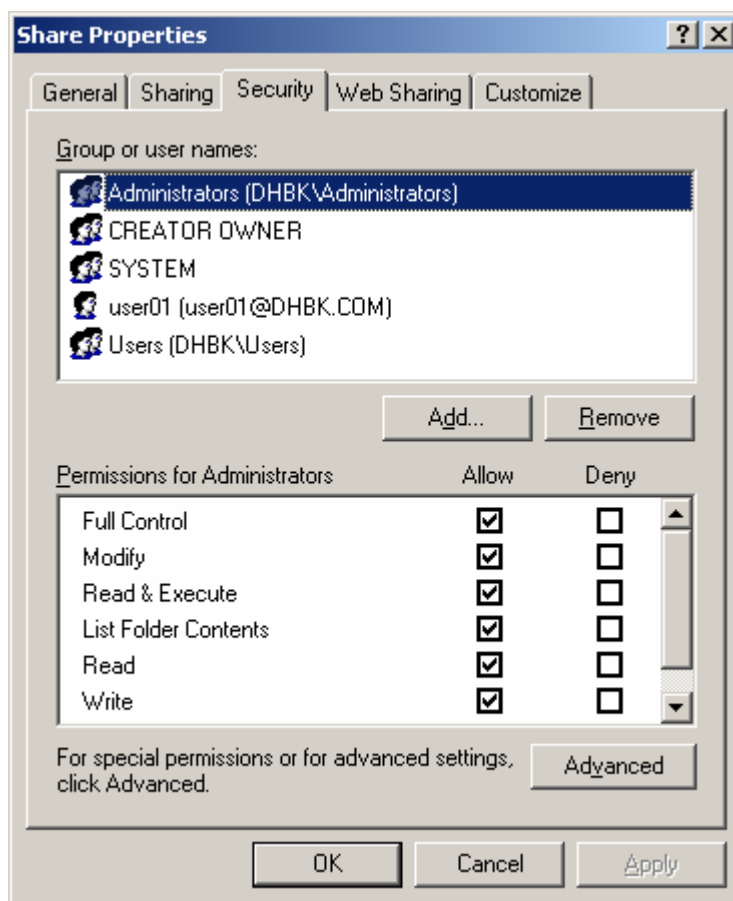 Share Properties
General Sharing Security Web Sharing Customize
Group or user names:
Administrators (DHBK\Administrators)
CREATOR OWNER
SYSTEM
user01 (user01@DHBK.COM)
Users (DHBK\Users)
Add... Remove
Permissions for Administrators Allow Deny
Full Control
Modify
Read & Execute
List Folder Contents
Read
Write
For special permissions or for advanced settings,
click Advanced.
Advanced
OK Cancel Apply